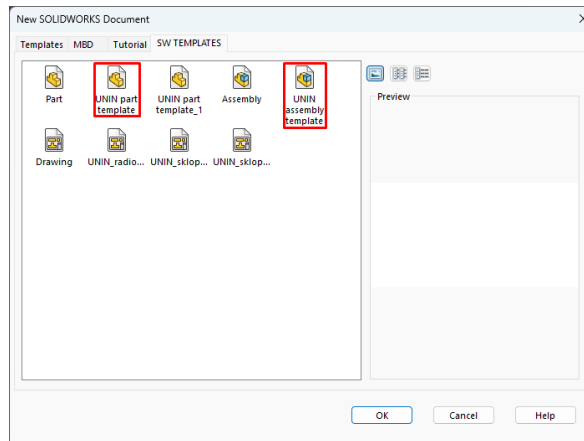 New SOLIDWORKS Document
Templates MBD Tutorial SW TEMPLATES
Part
UNIN part
template
UNIN part
template_1
Assembly
UNIN
assembly
template
Preview
Drawing
UNIN_radio...
UNIN_sklop...
UNIN_sklop...
OK Cancel Help